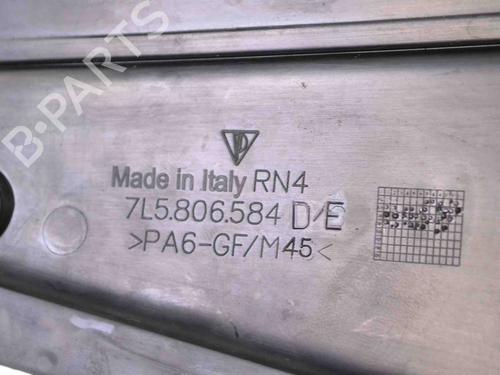 B-PARTS
Made in Italy RN4
7L5.806.584 D/E
>PA6-GF/M45<